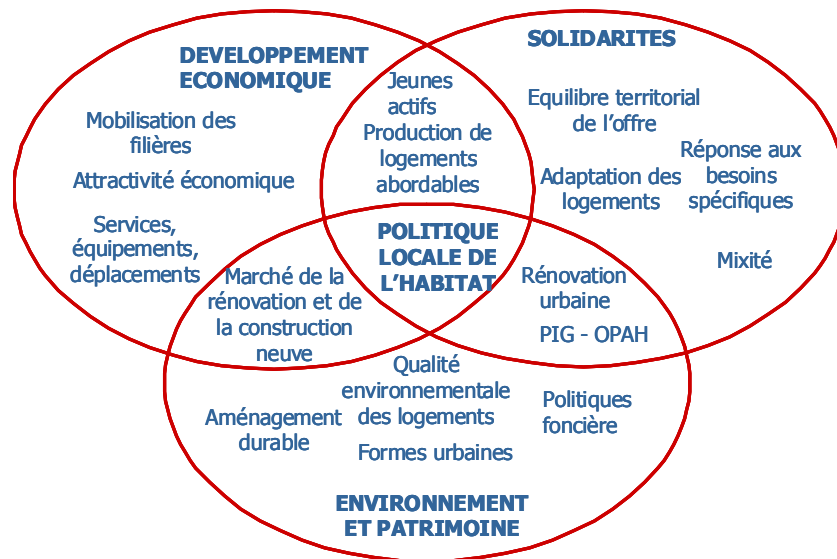 DEVELOPPEMENT
ECONOMIQUE
Mobilisation des
filières
Attractivité économique
Services,
équipements,
déplacements
Jeunes
actifs
Production de
logements
abordables
SOLIDARITES
Equilibre territorial
de l’offre
Adaptation des
logements
Réponse aux
besoins
spécifiques
Mixité
POLITIQUE
LOCALE DE
L’HABITAT
Marché de la
rénovation et de
la construction
neuve
Rénovation
urbaine
PIG - OPAH
Qualité
environnementale
des logements
Aménagement
durable
Formes urbaines
Politiques
foncière
ENVIRONNEMENT
ET PATRIMOINE